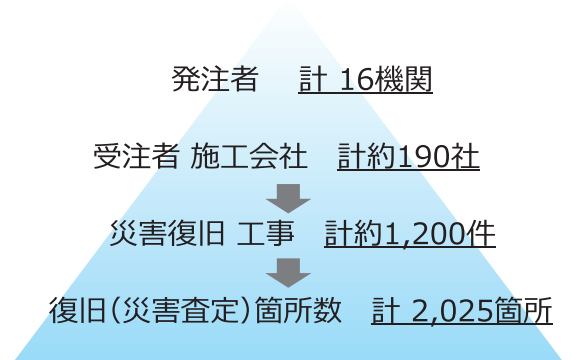 発注者　計 16機関
受注者 施工会社　計約190社
災害復旧 工事　計約1,200件
復旧(災害査定)箇所数　計 2,025箇所